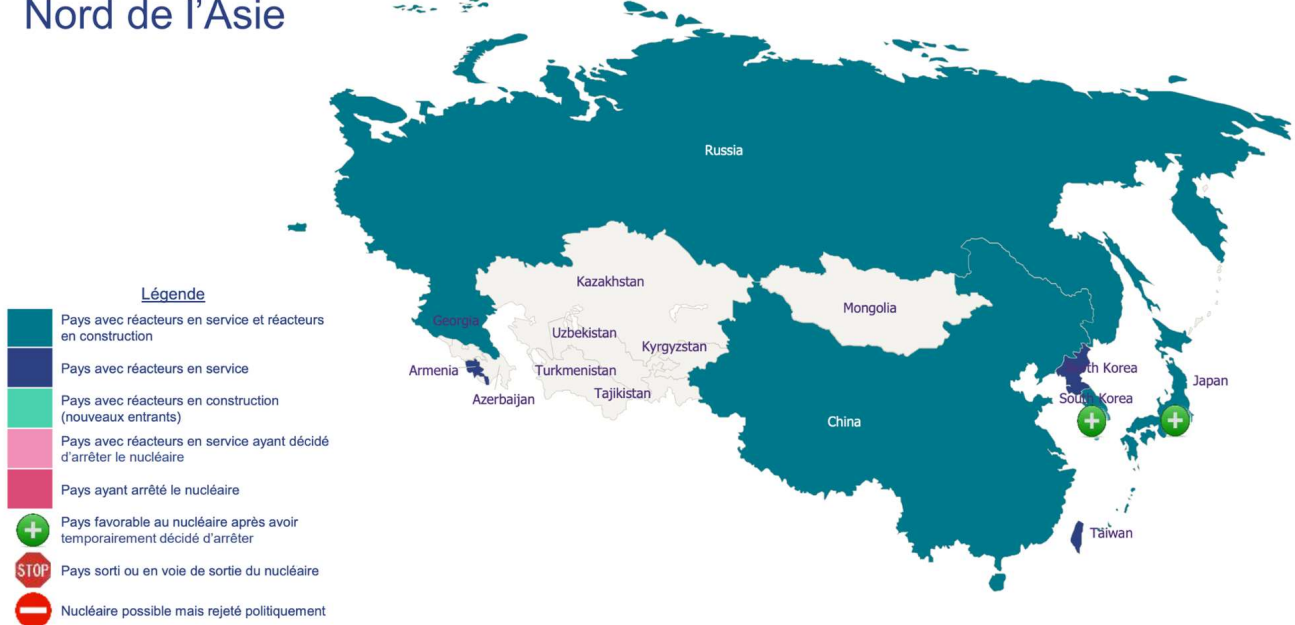 Nord de l'Asie
Russia
Kazakhstan
Mongolia
Georgia
Uzbekistan
Kyrgyzstan
Armenia
Turkmenistan
Azerbaijan
Tajikistan
China
Korea
South Korea
Japan
Taiwan
Légende
Pays avec réacteurs en service et réacteurs
en construction
Pays avec réacteurs en service
Pays avec réacteurs en construction
(nouveaux entrants)
Pays avec réacteurs en service ayant décidé
d'arrêter le nucléaire
Pays ayant arrêté le nucléaire
Pays favorable au nucléaire après avoir
temporairement décidé d'arrêter
STOP
Pays sorti ou en voie de sortie du nucléaire
Nucléaire possible mais rejeté politiquement